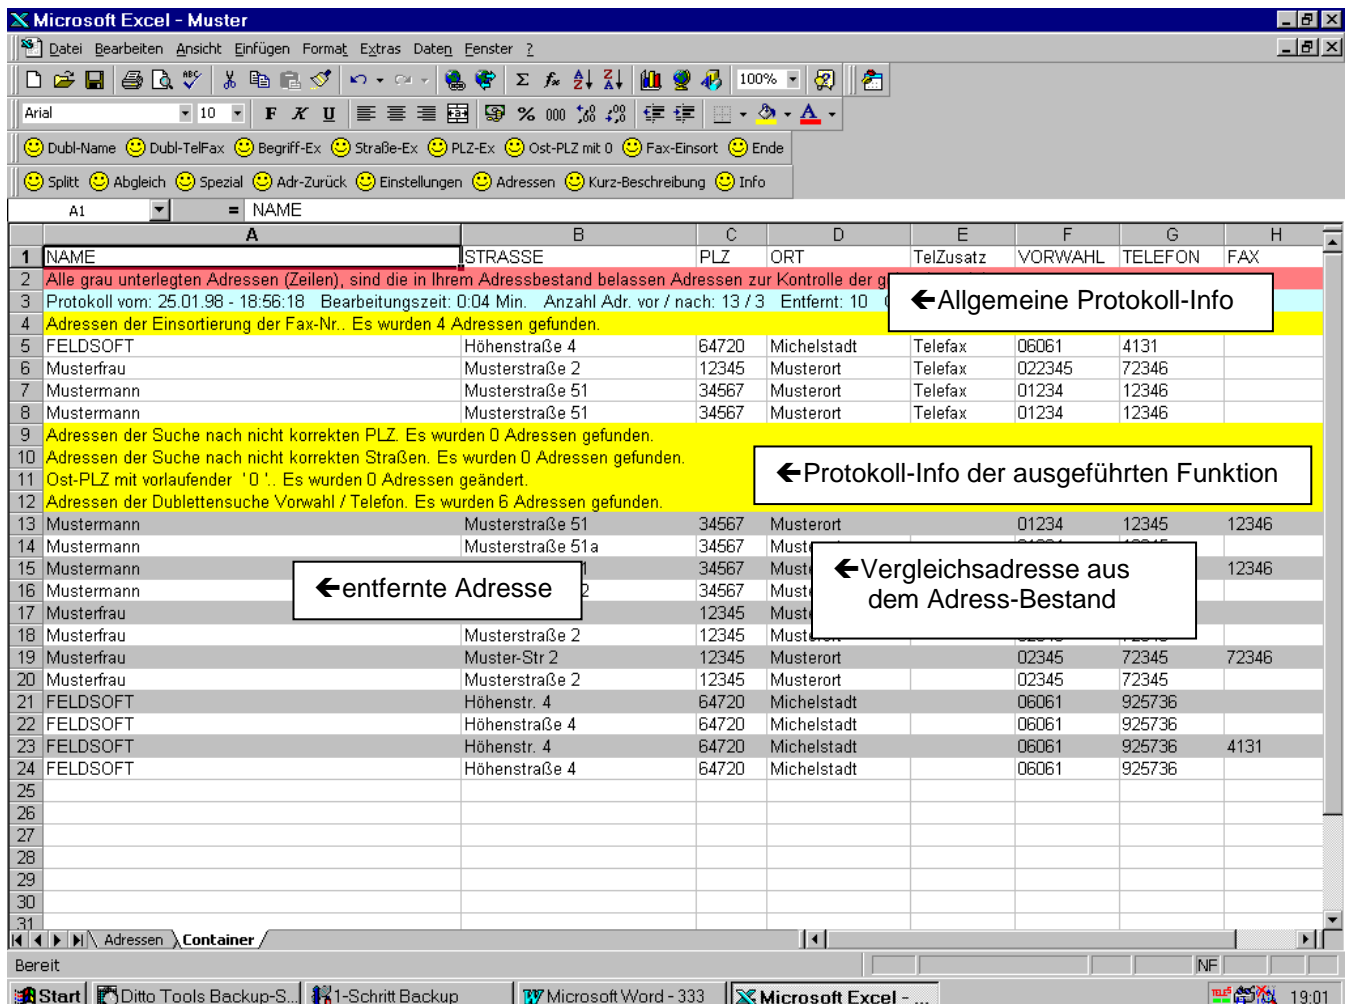 Microsoft Excel - Muster
Datei Bearbeiten Ansicht Einfügen Format Extras Daten Fenster ?
100%
Arial 10 F K U % 000
Dubl-Name Dubl-TelFax Begriff-Ex Straße-Ex PLZ-Ex Ost-PLZ mit 0 Fax-Einsort Ende
Splitt Abgleich Spezial Adr-Zurück Einstellungen Adressen Kurz-Beschreibung Info
A1 = NAME
A B C D E F G H
1 NAME STRASSE PLZ ORT TelZusatz VORWAHL TELEFON FAX
2 Alle grau unterlegten Adressen (Zeilen), sind die in Ihrem Adressbestand belassen Adressen zur Kontrolle der
3 Protokoll vom: 25.01.98 - 18:56:18 Bearbeitungszeit: 0:04 Min. Anzahl Adr. vor / nach: 13 / 3 Entfernt: 10
←Allgemeine Protokoll-Info
4 Adressen der Einsortierung der Fax-Nr.. Es wurden 4 Adressen gefunden.
5 FELDSOFT Höhenstraße 4 64720 Michelstadt Telefax 06061 4131
6 Musterfrau Musterstraße 2 12345 Musterort Telefax 022345 72346
7 Mustermann Musterstraße 51 34567 Musterort Telefax 01234 12346
8 Mustermann Musterstraße 51 34567 Musterort Telefax 01234 12346
9 Adressen der Suche nach nicht korrekten PLZ. Es wurden 0 Adressen gefunden.
10 Adressen der Suche nach nicht korrekten Straßen. Es wurden 0 Adressen gefunden.
11 Ost-PLZ mit vorlaufender '0'.. Es wurden 0 Adressen geändert.
←Protokoll-Info der ausgeführten Funktion
12 Adressen der Dublettensuche Vorwahl / Telefon. Es wurden 6 Adressen gefunden.
13 Mustermann Musterstraße 51 34567 Musterort 01234 12345 12346
14 Mustermann Musterstraße 51a 34567
15 Mustermann 34567 12346
16 Mustermann 34567
←entfernte Adresse
←Vergleichsadresse aus
dem Adress-Bestand
17 Musterfrau 12345
18 Musterfrau Musterstraße 2 12345
19 Musterfrau Muster-Str 2 12345 Musterort 02345 72345 72346
20 Musterfrau Musterstraße 2 12345 Musterort 02345 72345
21 FELDSOFT Höhenstr. 4 64720 Michelstadt 06061 925736
22 FELDSOFT Höhenstraße 4 64720 Michelstadt 06061 925736
23 FELDSOFT Höhenstr. 4 64720 Michelstadt 06061 925736 4131
24 FELDSOFT Höhenstraße 4 64720 Michelstadt 06061 925736
25
26
27
28
29
30
31
Adressen Container
Bereit NF
Start Ditto Tools Backup-S... 1-Schritt Backup Microsoft Word - 333 Microsoft Excel - ... 19:01